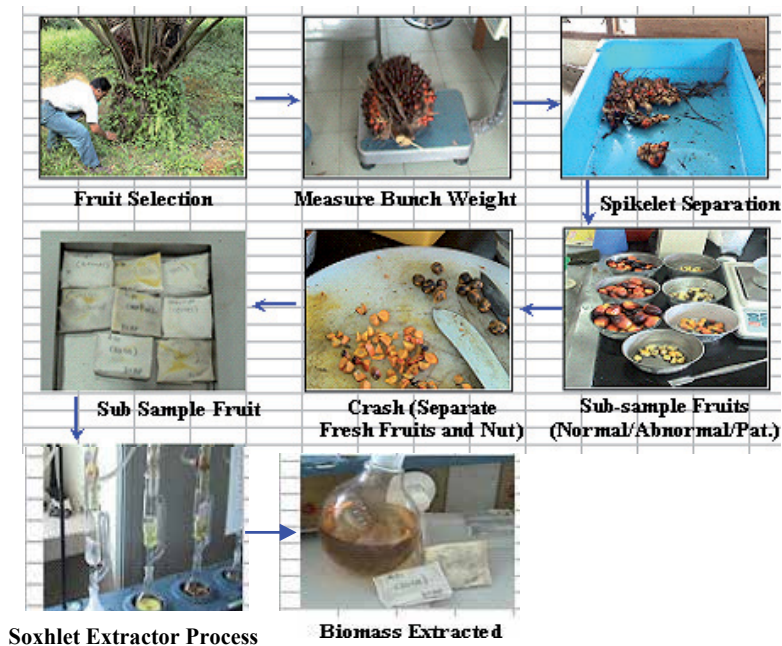 Fruit Selection
Measure Bunch Weight
Spikelet Separation
Sub-sample Fruits
(Normal/Abnormal/Pat.)
Crash (Separate
Fresh Fruits and Nut)
Sub Sample Fruit
Soxhlet Extractor Process
Biomass Extracted